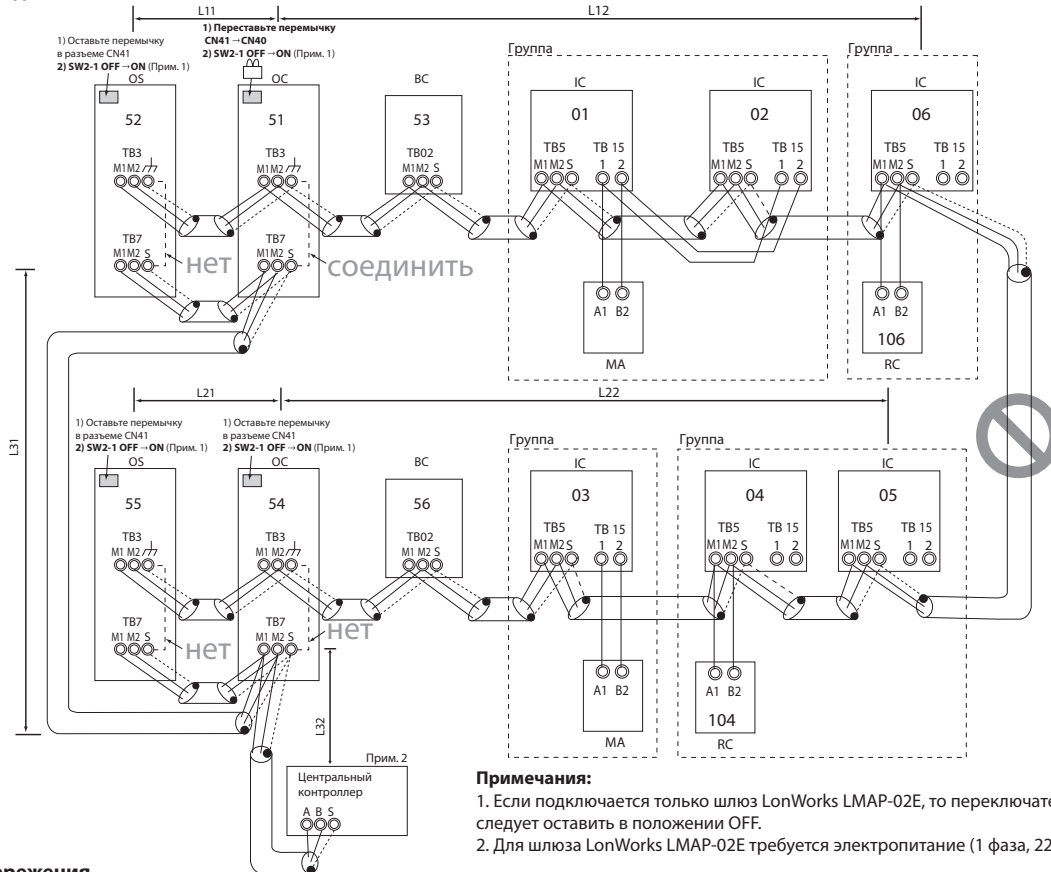 L11
L12
1) Оставьте перемычку
в разъеме CN41
2) SW2-1 OFF→ON (Прим. 1)
1) Переставьте перемычку
CN41→CN40
2) SW2-1 OFF→ON (Прим. 1)
Группа
Группа
OS
OC
BC
IC
IC
IC
52
51
53
01
02
06
TB3
TB3
TB02
TB5
TB 15
TB5
TB 15
TB5
TB 15
M1M2
M1M2
M1M2 S
M1M2 S
1 2
M1M2 S
1 2
M1M2 S
1 2
TB7
TB7
M1M2 S
M1M2 S
нет
соединить
A1 B2
MA
A1 B2
106
RC
L31
L21
L22
1) Оставьте перемычку
в разъеме CN41
2) SW2-1 OFF→ON (Прим. 1)
1) Оставьте перемычку
в разъеме CN41
2) SW2-1 OFF→ON (Прим. 1)
Группа
Группа
OS
OC
BC
IC
IC
IC
55
54
56
03
04
05
TB3
TB3
TB02
TB5
TB 15
TB5
TB 15
TB5
TB 15
M1 M2
M1 M2
M1 M2 S
M1M2 S
1 2
M1M2 S
1 2
M1M2 S
1 2
TB7
TB7
M1 M2 S
M1 M2 S
нет
нет
A1 B2
MA
A1 B2
104
RC
L32
Прим. 2
Центральный
контроллер
A B S
Примечания:
1. Если подключается только шлюз LonWorks LMAP-02E, то переключате
следует оставить в положении OFF.
2. Для шлюза LonWorks LMAP-02E требуется электропитание (1 фаза, 22